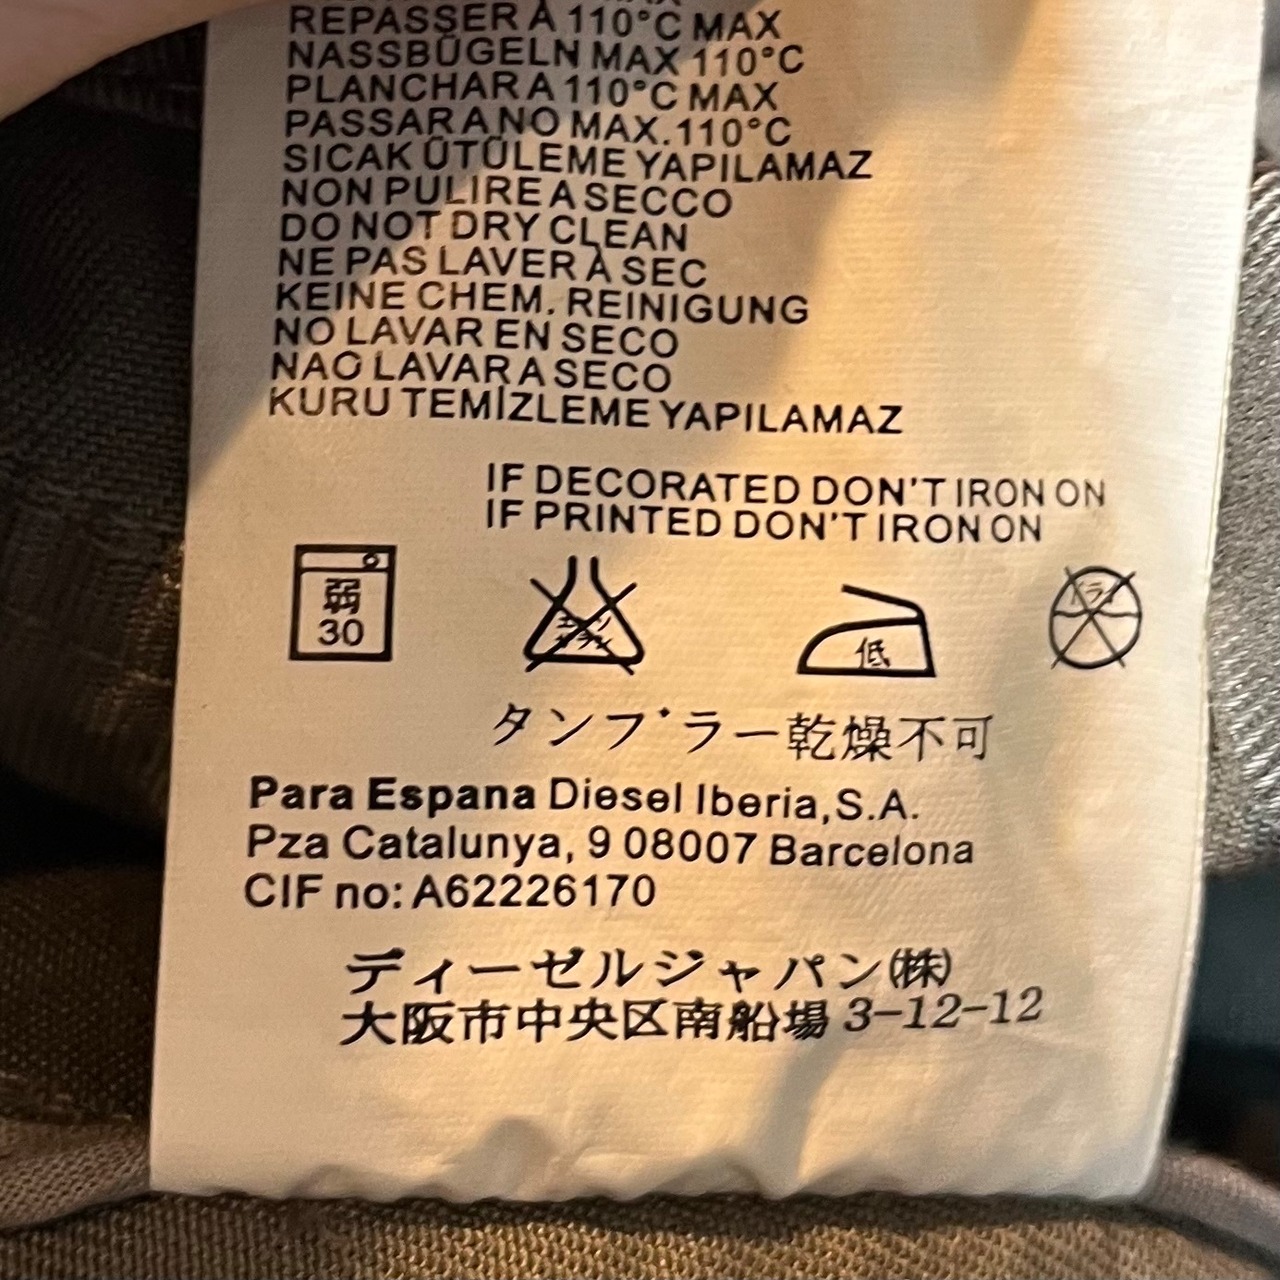 REPASSER À 110°C MAX
NASSBÜGELN MAX 110°C
PLANCHAR A 110°C MAX
PASSAR A NO MAX. 110°C
SICAK ÜTÜLEME YAPILAMAZ
NON PULIRE A SECCO
DO NOT DRY CLEAN
NE PAS LAVER À SEC
KEINE CHEM. REINIGUNG
NO LAVAR EN SECO
NAO LAVAR A SECO
KURU TEMİZLEME YAPILAMAZ
IF DECORATED DON'T IRON ON
IF PRINTED DON'T IRON ON
弱
30
低
タンブラー乾燥不可
Para Espana Diesel Iberia,S.A.
Pza Catalunya, 9 08007 Barcelona
CIF no: A62226170
ディーゼルジャパン(株)
大阪市中央区南船場 3-12-12